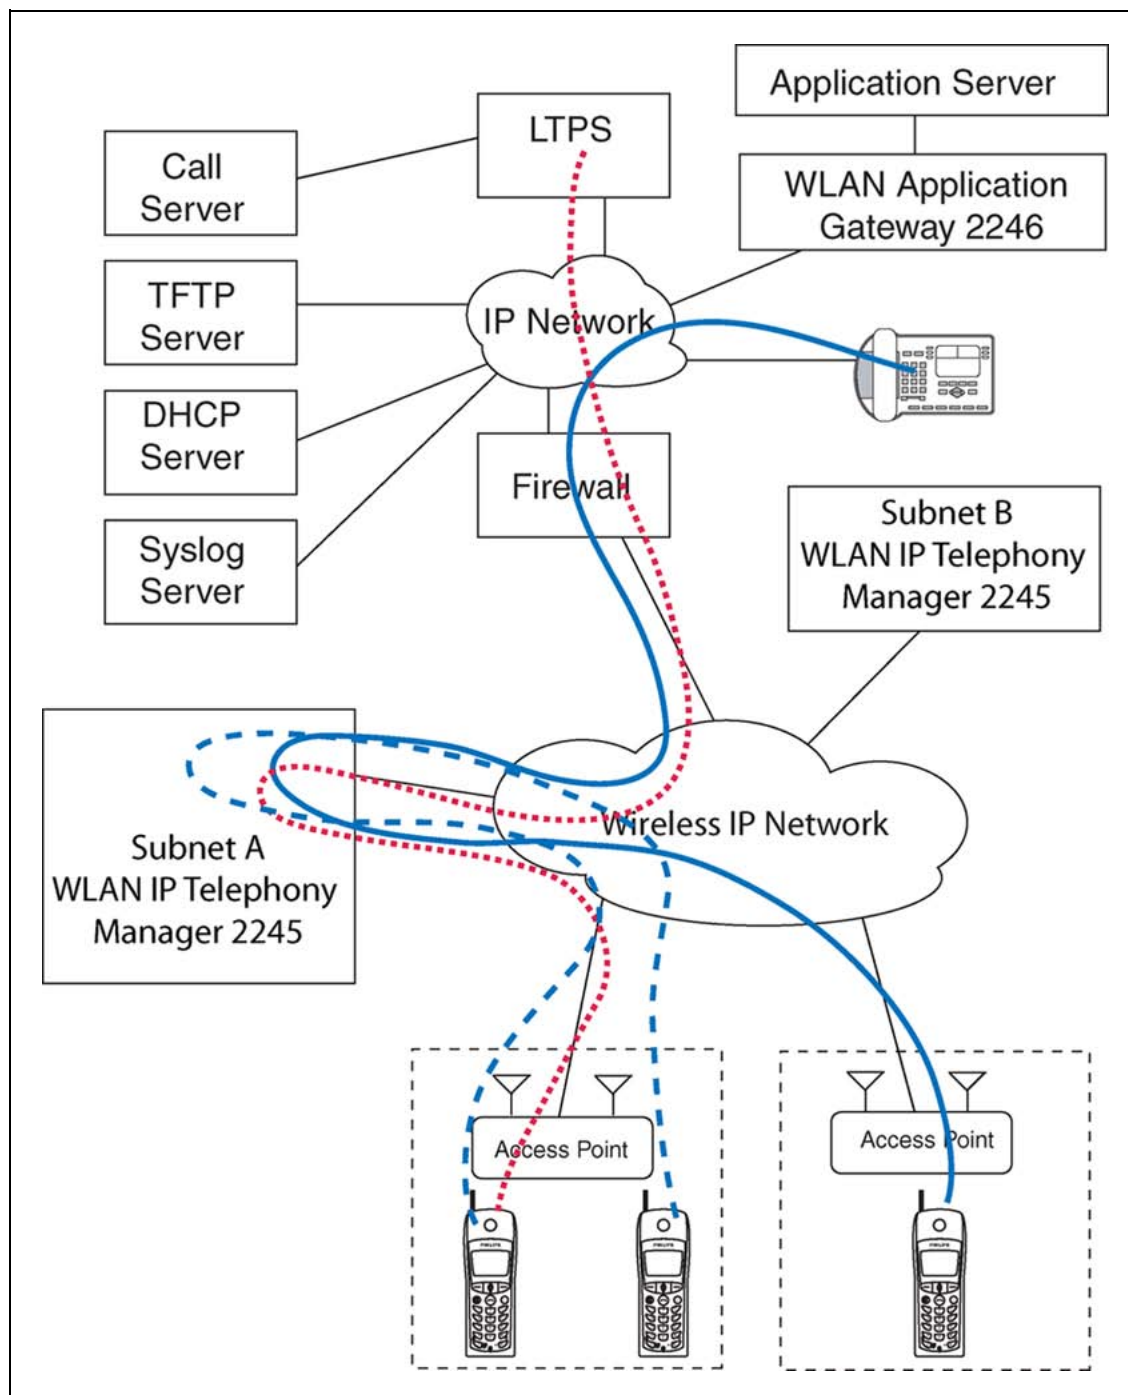 Application Server
LTPS
Call
Server
WLAN Application
Gateway 2246
TFTP
Server
IP Network
DHCP
Server
Firewall
Subnet B
WLAN IP Telephony
Manager 2245
Syslog
Server
Wireless IP Network
Subnet A
WLAN IP Telephony
Manager 2245
Access Point
Access Point